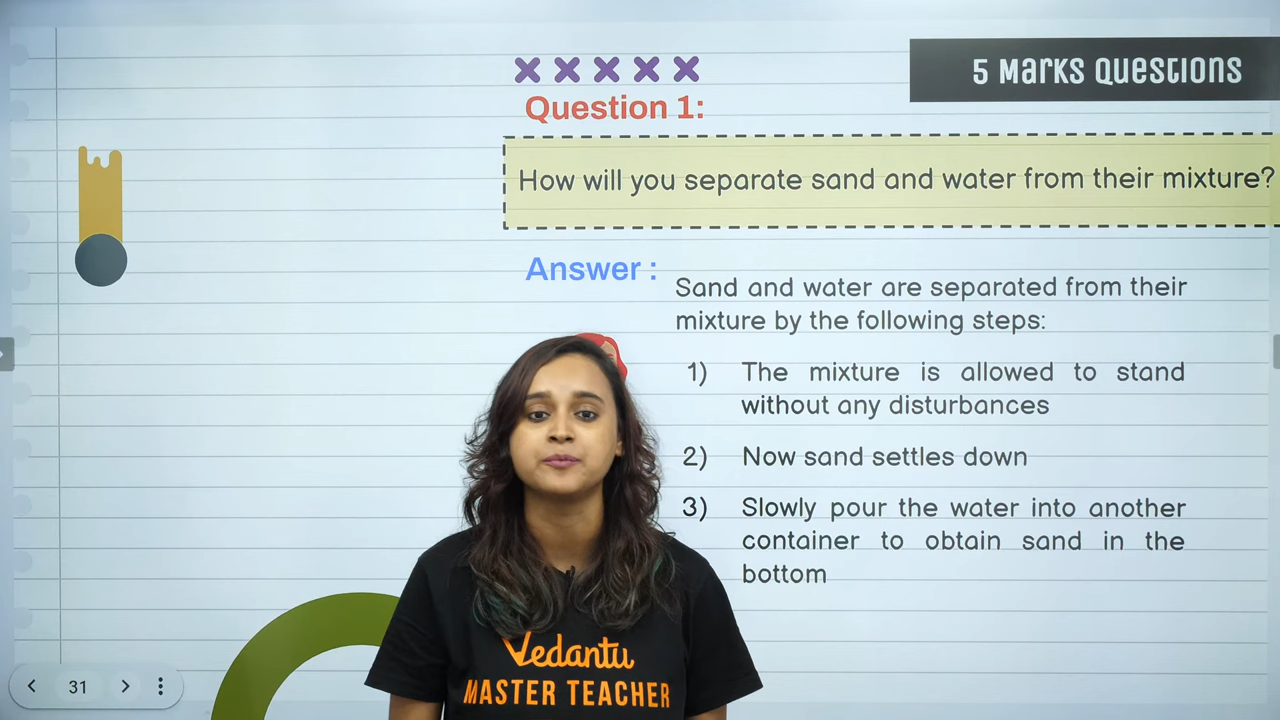 5 Marks Questions
Question 1:
How will you separate sand and water from their mixture?
Answer :
Sand and water are separated from their
mixture by the following steps:
1) The mixture is allowed to stand
without any disturbances
2) Now sand settles down
3) Slowly pour the water into another
container to obtain sand in the
bottom
Vedantu
MASTER TEACHER
31